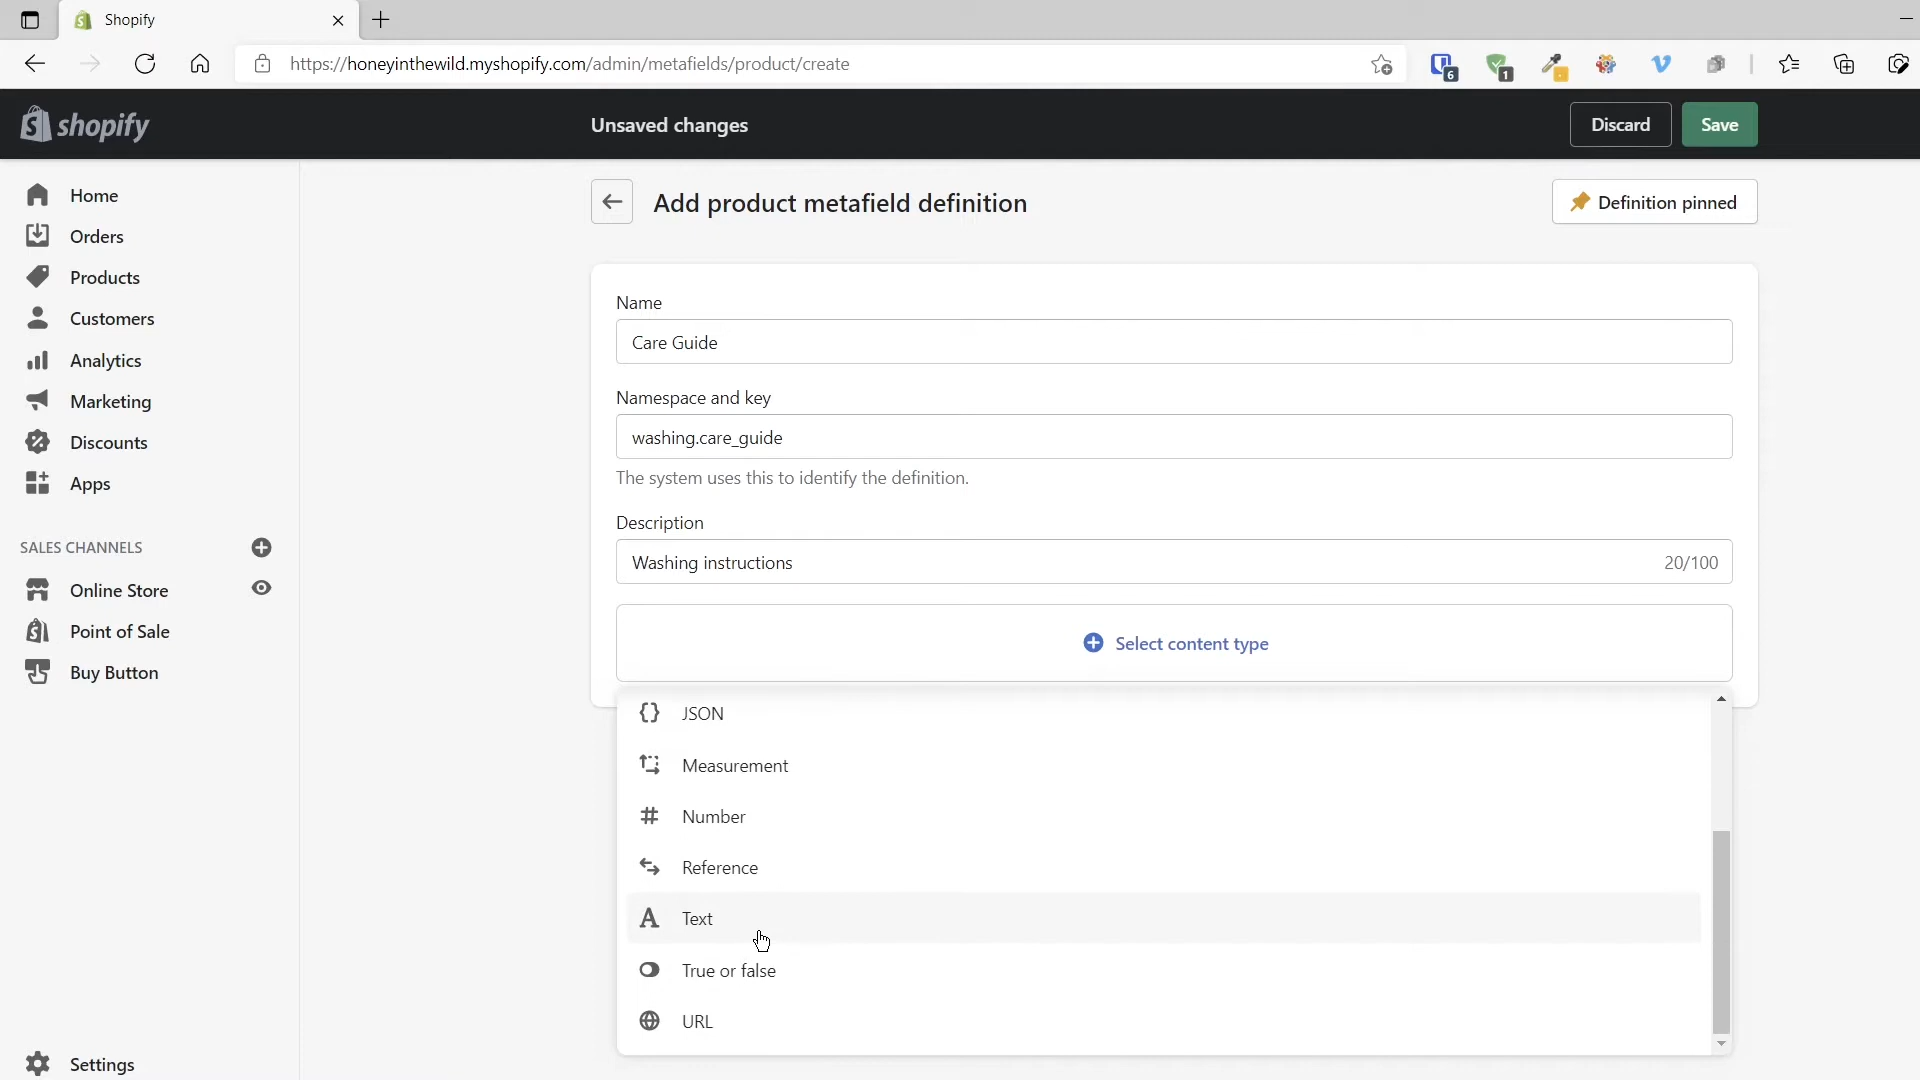 Shopify
https://honeyinthewild.myshopify.com/admin/metafields/product/create
6
1
shopify
Unsaved changes
Discard
Save
Home
Orders
Products
Customers
Analytics
Marketing
Discounts
Apps
SALES CHANNELS
Online Store
Point of Sale
Buy Button
Settings
Add product metafield definition
Definition pinned
Name
Care Guide
Namespace and key
washing.care_guide
The system uses this to identify the definition.
Description
Washing instructions 20/100
Select content type
JSON
Measurement
Number
Reference
Text
True or false
URL